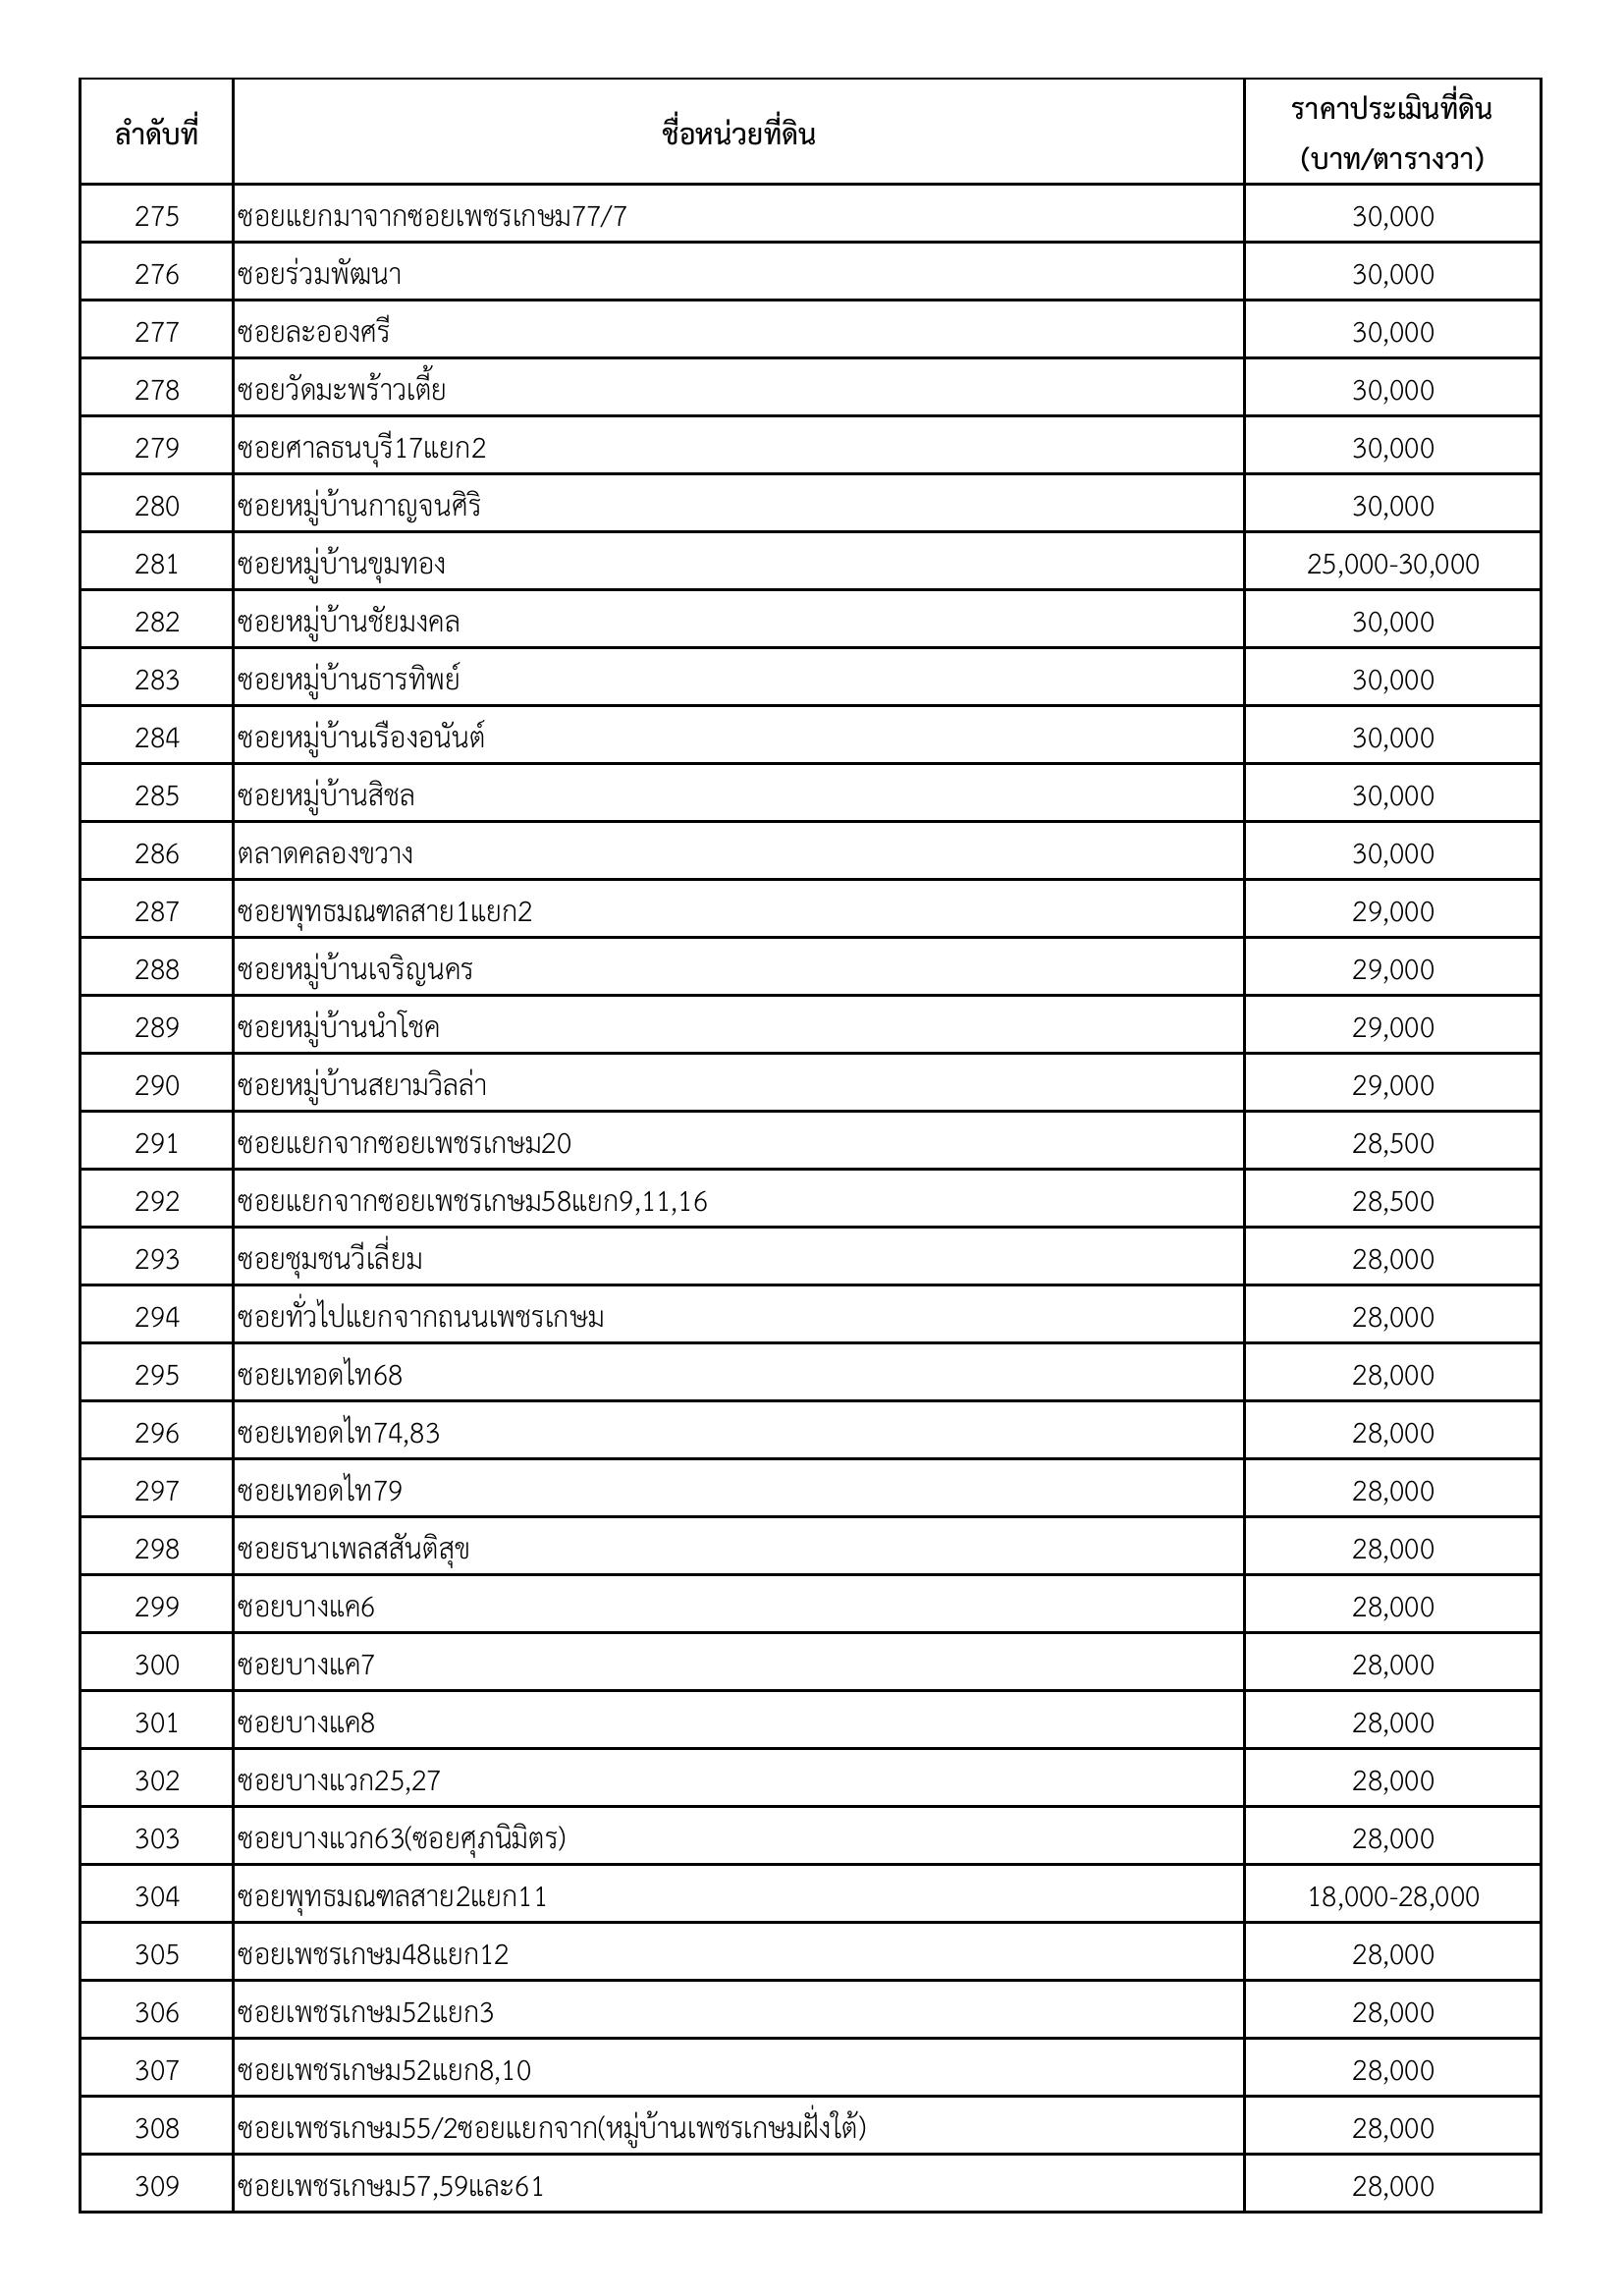 ลำดับที่ ชื่อหน่วยที่ดิน ราคาประเมินที่ดิน
(บาท/ตารางวา)
275 ซอยแยกมาจากซอยเพชรเกษม77/7 30,000
276 ซอยร่วมพัฒนา 30,000
277 ซอยละอองศรี 30,000
278 ซอยวัดมะพร้าวเตี้ย 30,000
279 ซอยศาลธนบุรี17แยก2 30,000
280 ซอยหมู่บ้านกาญจนศิริ 30,000
281 ซอยหมู่บ้านขุมทอง 25,000-30,000
282 ซอยหมู่บ้านชัยมงคล 30,000
283 ซอยหมู่บ้านธารทิพย์ 30,000
284 ซอยหมู่บ้านเรืองอนันต์ 30,000
285 ซอยหมู่บ้านสิชล 30,000
286 ตลาดคลองขวาง 30,000
287 ซอยพุทธมณฑลสาย1แยก2 29,000
288 ซอยหมู่บ้านเจริญนคร 29,000
289 ซอยหมู่บ้านนำโชค 29,000
290 ซอยหมู่บ้านสยามวิลล่า 29,000
291 ซอยแยกจากซอยเพชรเกษม20 28,500
292 ซอยแยกจากซอยเพชรเกษม58แยก9,11,16 28,500
293 ซอยชุมชนวีเลี่ยม 28,000
294 ซอยทั่วไปแยกจากถนนเพชรเกษม 28,000
295 ซอยเทอดไท68 28,000
296 ซอยเทอดไท74,83 28,000
297 ซอยเทอดไท79 28,000
298 ซอยธนาเพลสสันติสุข 28,000
299 ซอยบางแค6 28,000
300 ซอยบางแค7 28,000
301 ซอยบางแค8 28,000
302 ซอยบางแวก25,27 28,000
303 ซอยบางแวก63(ซอยศุภนิมิตร) 28,000
304 ซอยพุทธมณฑลสาย2แยก11 18,000-28,000
305 ซอยเพชรเกษม48แยก12 28,000
306 ซอยเพชรเกษม52แยก3 28,000
307 ซอยเพชรเกษม52แยก8,10 28,000
308 ซอยเพชรเกษม55/2ซอยแยกจาก(หมู่บ้านเพชรเกษมฝั่งใต้) 28,000
309 ซอยเพชรเกษม57,59และ61 28,000